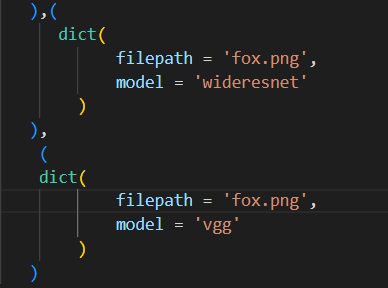 ),(
dict(
filepath = 'fox.png',
model = 'wideresnet'
)
),
(
dict(
filepath = 'fox.png',
model = 'vgg'
)
)